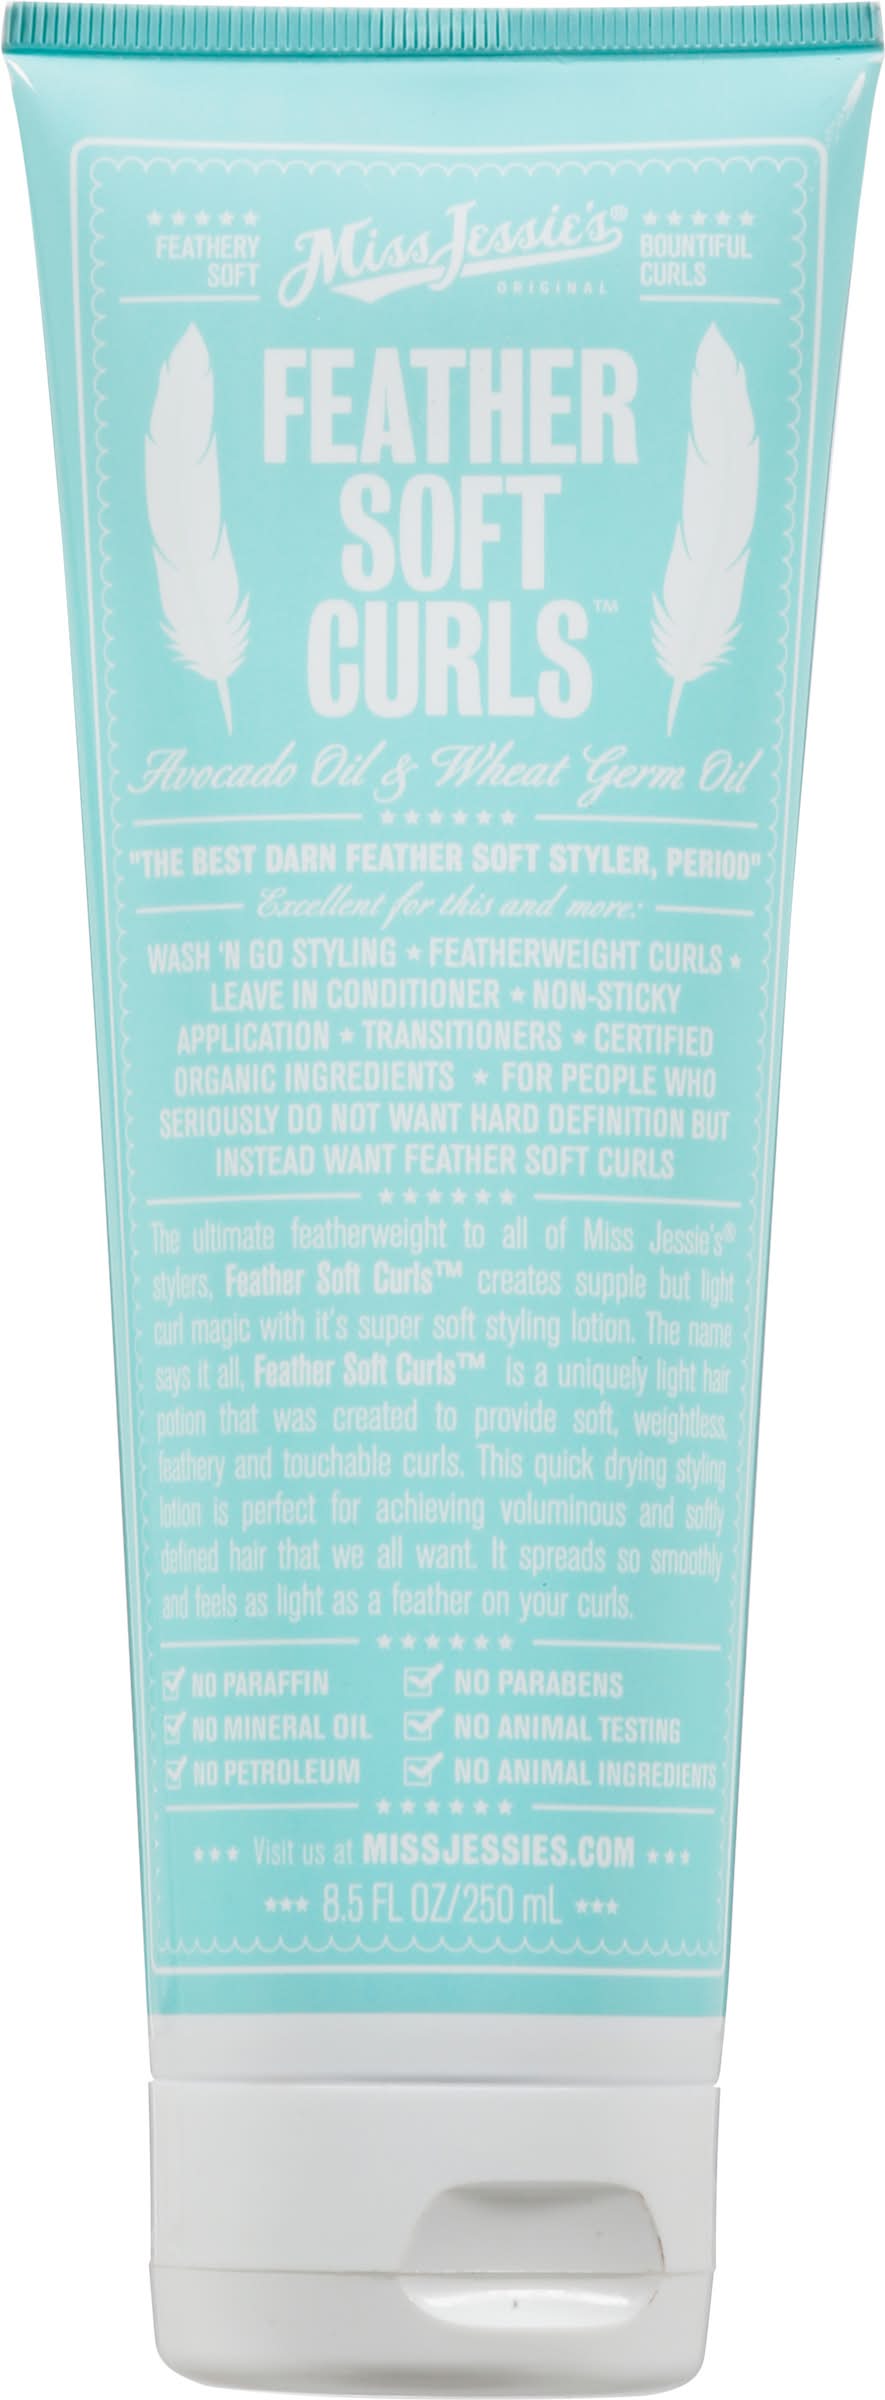 ★★★★★ Miss Jessie's® ★★★★★
FEATHERY SOFT
ORIGINAL
BOUNTIFUL CURLS
FEATHER
SOFT
CURLS™
Avocado Oil & Wheat Germ Oil
★★★★★★
"THE BEST DARN FEATHER SOFT STYLER, PERIOD"
Excellent for this and more:
WASH 'N GO STYLING ★ FEATHERWEIGHT CURLS ★
LEAVE IN CONDITIONER ★ NON-STICKY
APPLICATION ★ TRANSITIONERS ★ CERTIFIED
ORGANIC INGREDIENTS ★ FOR PEOPLE WHO
SERIOUSLY DO NOT WANT HARD DEFINITION BUT
INSTEAD WANT FEATHER SOFT CURLS
★★★★★★
The ultimate featherweight to all of Miss Jessie's®
stylers, Feather Soft Curls™ creates supple but light
curl magic with it's super soft styling lotion. The name
says it all, Feather Soft Curls™ is a uniquely light hair
potion that was created to provide soft, weightless,
feathery and touchable curls. This quick drying styling
lotion is perfect for achieving voluminous and softly
defined hair that we all want. It spreads so smoothly
and feels as light as a feather on your curls.
★★★★★★
NO PARAFFIN NO PARABENS
NO MINERAL OIL NO ANIMAL TESTING
NO PETROLEUM NO ANIMAL INGREDIENTS
★★★★★★
★★★ Visit us at MISSJESSIES.COM ★★★
★★★ 8.5 FL OZ/250 mL ★★★